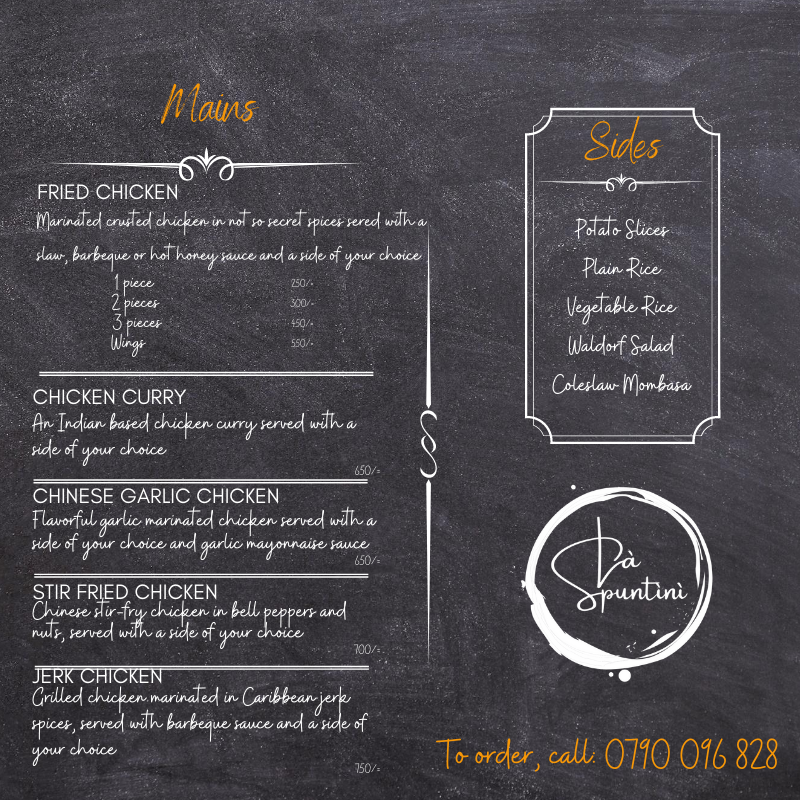 Mains
FRIED CHICKEN
Marinated crusted chicken in not so secret spices sered with a
slaw, barbeque or hot honey sauce and a side of your choice
1 piece 250/-
2 pieces 300/-
3 pieces 450/-
Wings 550/-
CHICKEN CURRY
An Indian based chicken curry served with a
side of your choice
650/=
CHINESE GARLIC CHICKEN
Flavorful garlic marinated chicken served with a
side of your choice and garlic mayonnaise sauce
650/=
STIR FRIED CHICKEN
Chinese stir-fry chicken in bell peppers and
nuts, served with a side of your choice
700/=
JERK CHICKEN
Grilled chicken marinated in Caribbean jerk
spices, served with barbeque sauce and a side of
your choice
750/=
Sides
Potato Slices
Plain Rice
Vegetable Rice
Waldorf Salad
Coleslaw Mombasa
Là
Spuntìnì
To order, call: 0790 096 828